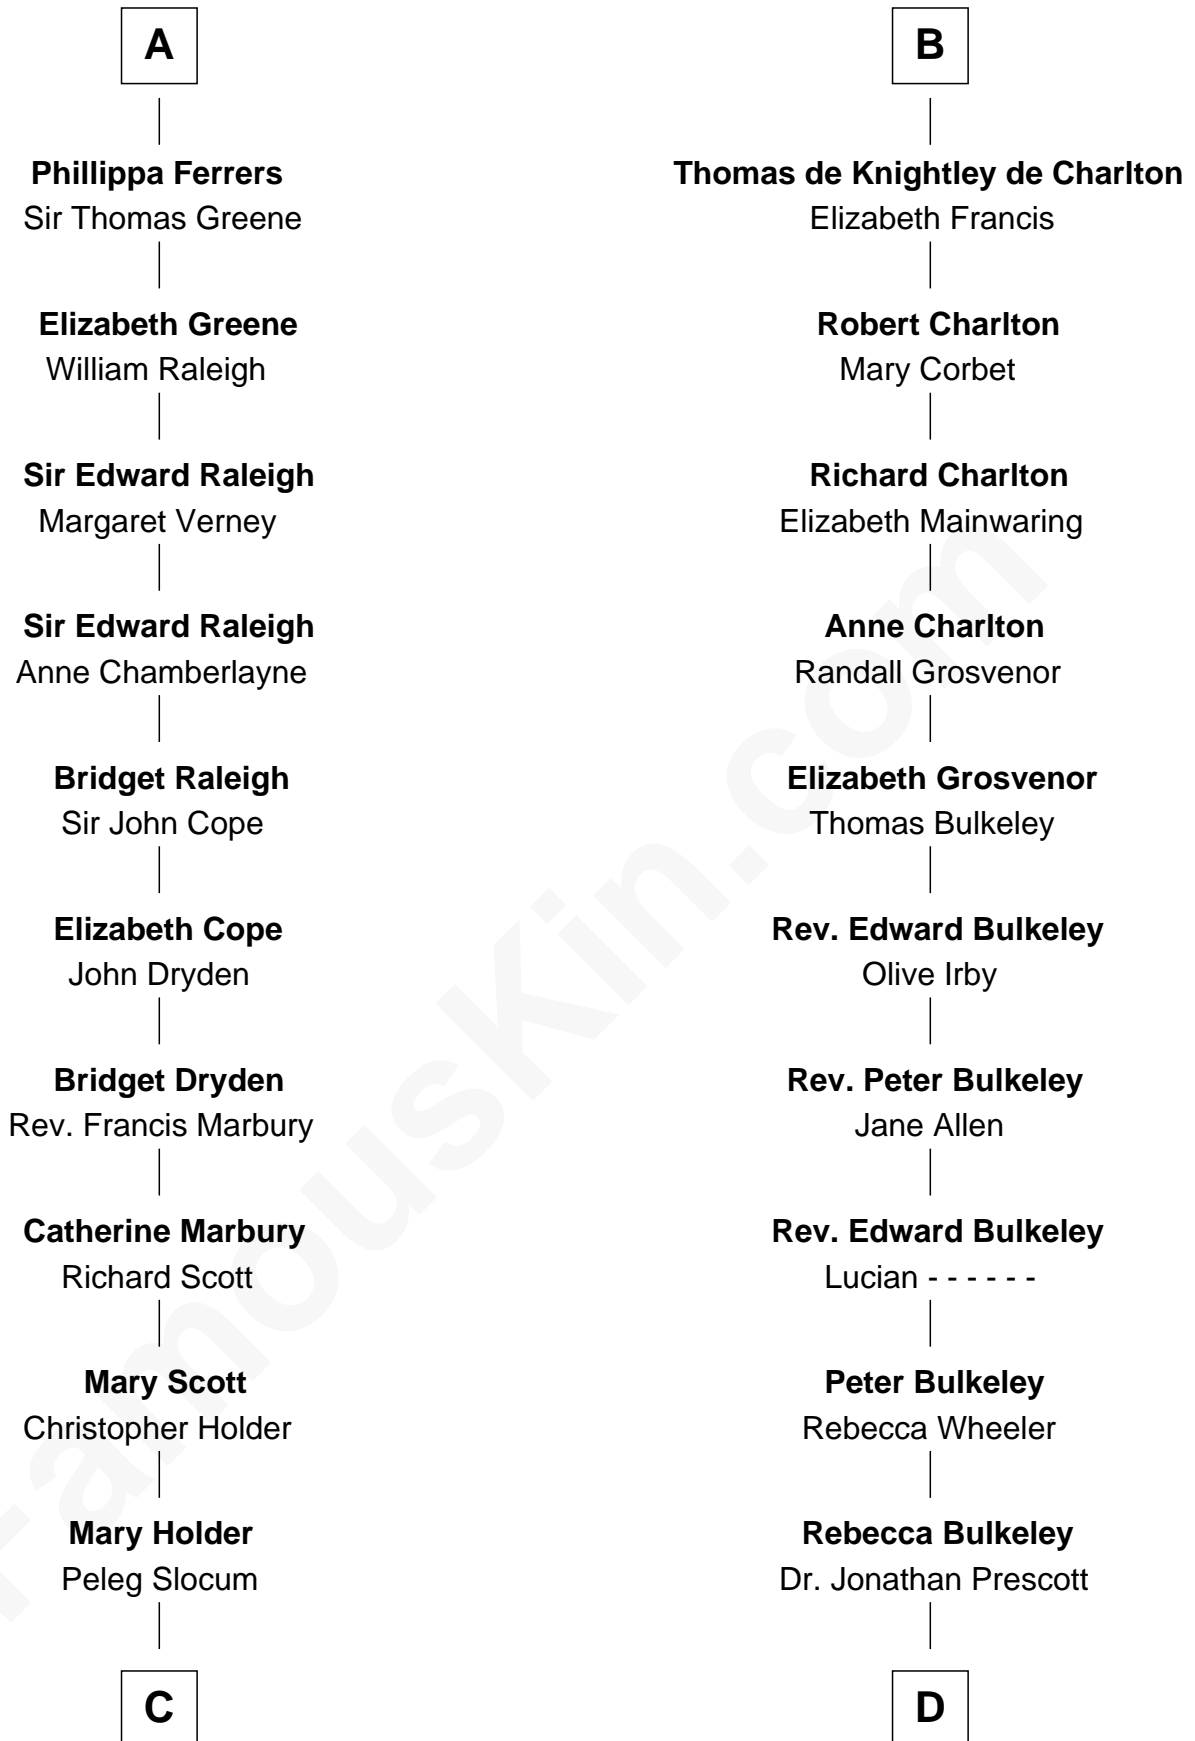 A
Phillippa Ferrers
Sir Thomas Greene
Elizabeth Greene
William Raleigh
Sir Edward Raleigh
Margaret Verney
Sir Edward Raleigh
Anne Chamberlayne
Bridget Raleigh
Sir John Cope
Elizabeth Cope
John Dryden
Bridget Dryden
Rev. Francis Marbury
Catherine Marbury
Richard Scott
Mary Scott
Christopher Holder
Mary Holder
Peleg Slocum
C
B
Thomas de Knightley de Charlton
Elizabeth Francis
Robert Charlton
Mary Corbet
Richard Charlton
Elizabeth Mainwaring
Anne Charlton
Randall Grosvenor
Elizabeth Grosvenor
Thomas Bulkeley
Rev. Edward Bulkeley
Olive Irby
Rev. Peter Bulkeley
Jane Allen
Rev. Edward Bulkeley
Lucian - - - - - -
Peter Bulkeley
Rebecca Wheeler
Rebecca Bulkeley
Dr. Jonathan Prescott
D
FamousKin.com